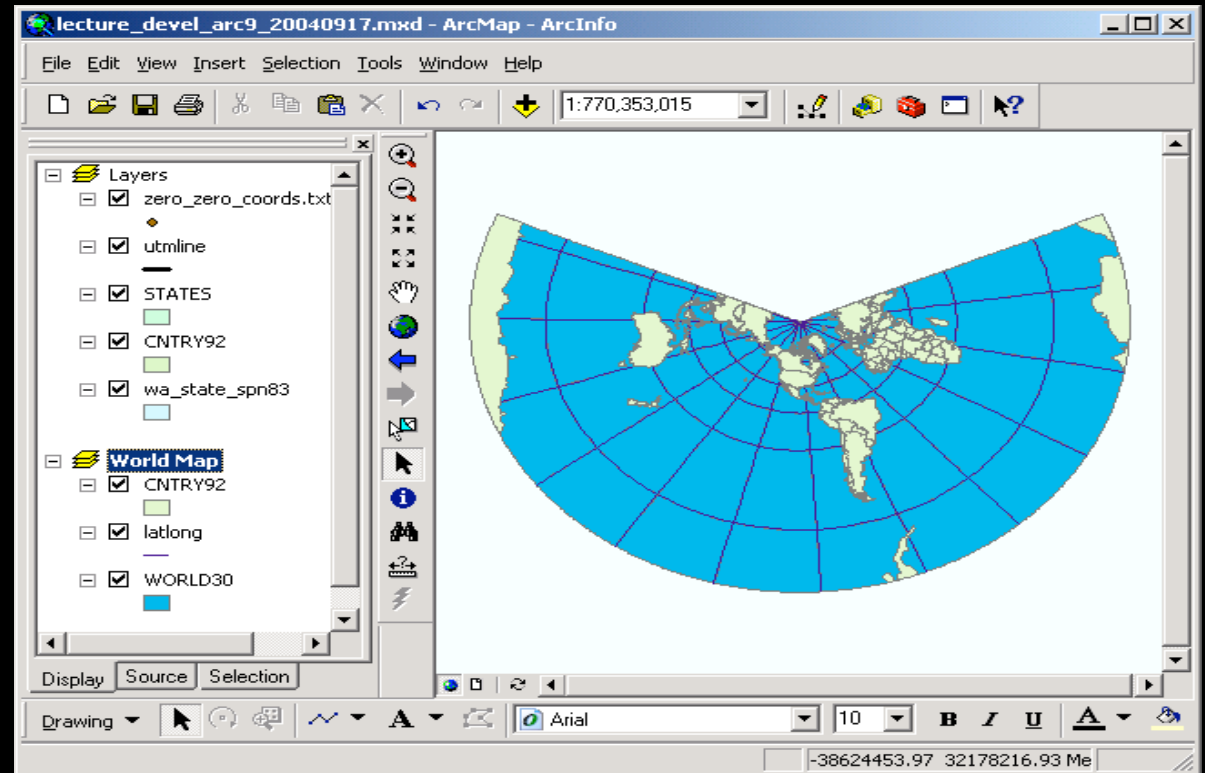 lecture_devel_arc9_20040917.mxd - ArcMap - ArcInfo
File Edit View Insert Selection Tools Window Help
1:770,353,015
Layers
zero_zero_coords.txt
utmline
STATES
CNTRY92
wa_state_spn83
World Map
CNTRY92
latlong
WORLD30
Display Source Selection
Drawing A Arial 10 B I U A
-38624453.97 32178216.93 Me